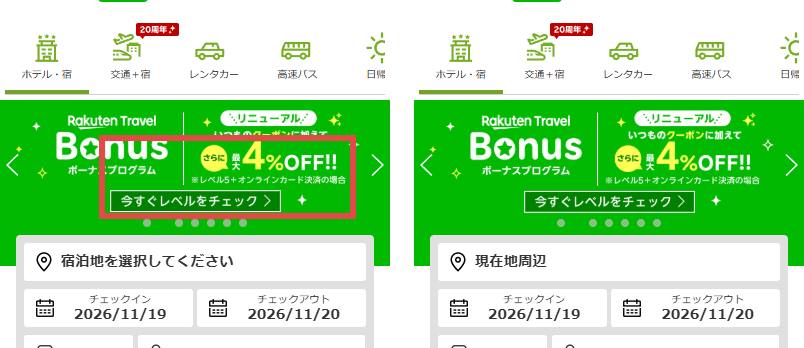 20周年
ホテル・宿
交通+宿
レンタカー
高速バス
日帰
Rakuten Travel
Bonus
ボーナスプログラム
リニューアル
いつものクーポンに加えて
さらに 最大 4%OFF!!
※レベル5+オンラインカード決済の場合
今すぐレベルをチェック
宿泊地を選択してください
チェックイン
2026/11/19
チェックアウト
2026/11/20
20周年
ホテル・宿
交通+宿
レンタカー
高速バス
日帰
Rakuten Travel
Bonus
ボーナスプログラム
リニューアル
いつものクーポンに加えて
さらに 最大 4%OFF!!
※レベル5+オンラインカード決済の場合
今すぐレベルをチェック
現在地周辺
チェックイン
2026/11/19
チェックアウト
2026/11/20